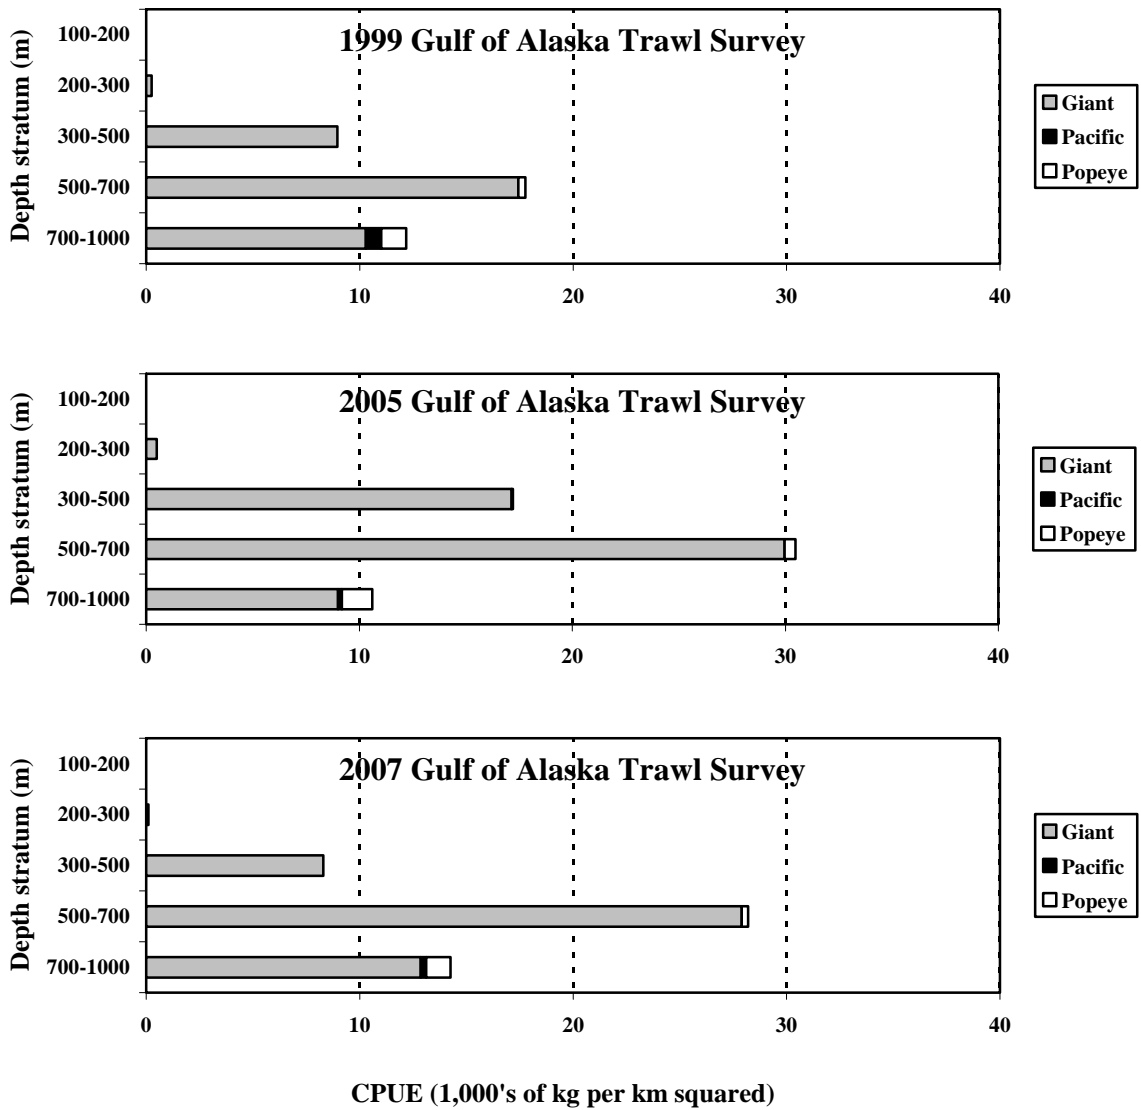 1999 Gulf of Alaska Trawl Survey
Depth stratum (m)
100-200
200-300
300-500
500-700
700-1000
0 10 20 30 40
Giant
Pacific
Popeye
2005 Gulf of Alaska Trawl Survey
Depth stratum (m)
100-200
200-300
300-500
500-700
700-1000
0 10 20 30 40
Giant
Pacific
Popeye
2007 Gulf of Alaska Trawl Survey
Depth stratum (m)
100-200
200-300
300-500
500-700
700-1000
0 10 20 30 40
Giant
Pacific
Popeye
CPUE (1,000's of kg per km squared)